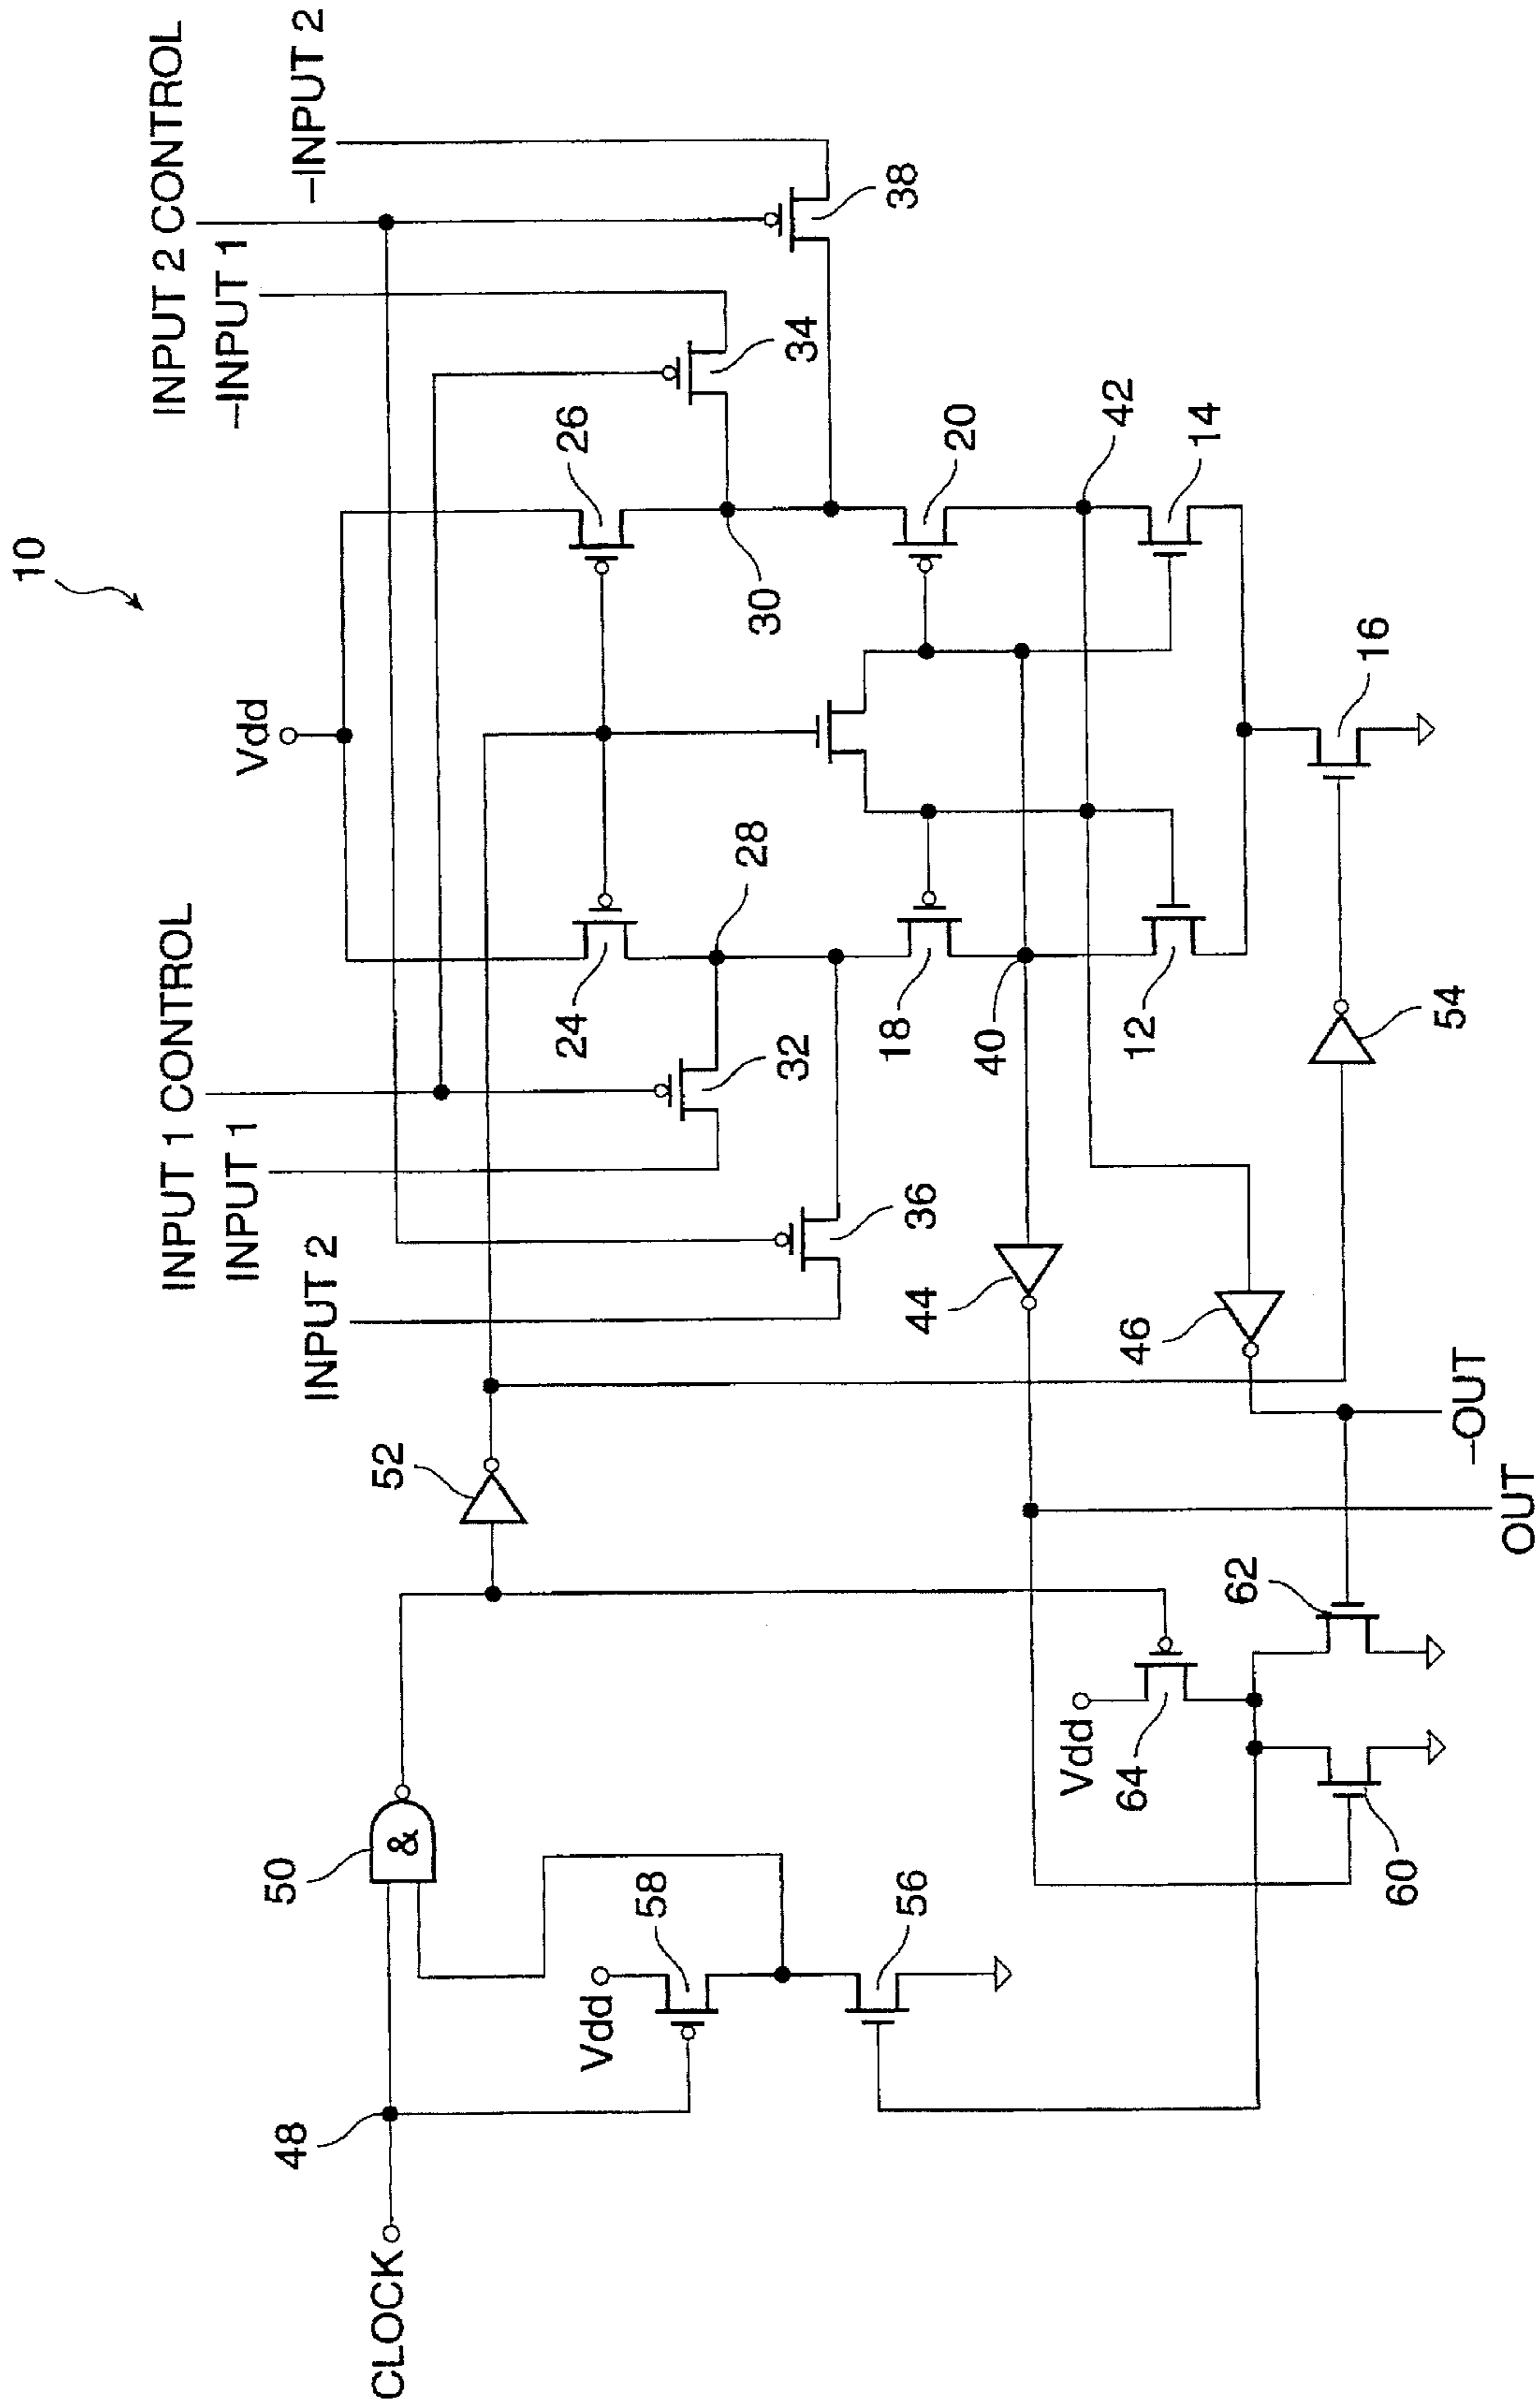 10
INPUT 2 CONTROL
–INPUT 2
–INPUT 1
Vdd
INPUT 1 CONTROL
INPUT 1
INPUT 2
26
34
38
30
24
28
32
36
20
42
14
18
40
12
16
44
46
54
52
–OUT
OUT
50
&
48
CLOCK
Vdd
58
56
Vdd
64
62
60